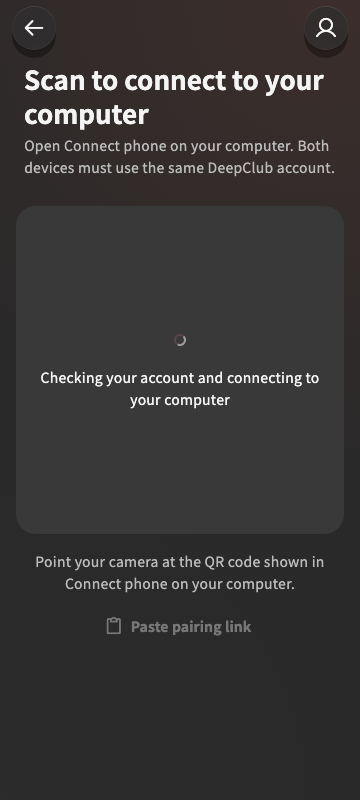 Scan to connect to your
computer
Open Connect phone on your computer. Both
devices must use the same DeepClub account.
Checking your account and connecting to
your computer
Point your camera at the QR code shown in
Connect phone on your computer.
Paste pairing link